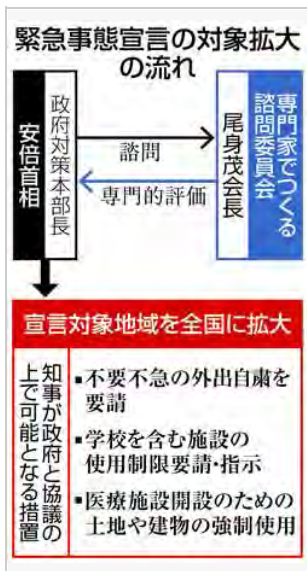 緊急事態宣言の対象拡大
の流れ
安倍首相
政府対策本部長
諮問
専門的評価
尾身茂会長
専門家でつくる
諮問委員会
宣言対象地域を全国に拡大
知事が政府と協議の
上で可能となる措置
▪不要不急の外出自粛を
要請
▪学校を含む施設の
使用制限要請・指示
▪医療施設開設のための
土地や建物の強制使用